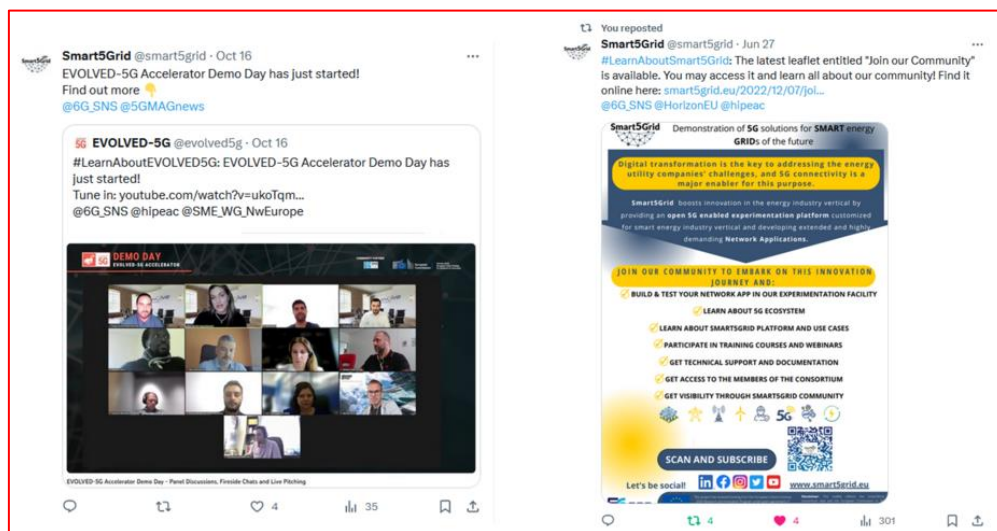 Smart5Grid @smart5grid · Oct 16
EVOLVED-5G Accelerator Demo Day has just started!
Find out more 👇
@6G_SNS @5GMAGnews
EVOLVED-5G @evolved5g · Oct 16
#LearnAboutEVOLVED5G: EVOLVED-5G Accelerator Demo Day has
just started!
Tune in: youtube.com/watch?v=ukoTqm...
@6G_SNS @hipeac @SME_WG_NwEurope
5G DEMO DAY
EVOLVED-5G ACCELERATOR
EVOLVED-5G Accelerator Demo Day - Panel Discussions, Fireside Chats and Live Pitching
4
35
You reposted
Smart5Grid @smart5grid · Jun 27
#LearnAboutSmart5Grid: The latest leaflet entitled "Join our Community"
is available. You may access it and learn all about our community! Find it
online here: smart5grid.eu/2022/12/07/joi...
@6G_SNS @HorizonEU @hipeac
Smart5Grid
Demonstration of 5G solutions for SMART energy
GRIDs of the future
Digital transformation is the key to addressing the energy
utility companies' challenges, and 5G connectivity is a
major enabler for this purpose.
Smart5Grid boosts innovation in the energy industry vertical by
providing an open 5G enabled experimentation platform customized
for smart energy industry vertical and developing extended and highly
demanding Network Applications.
JOIN OUR COMMUNITY TO EMBARK ON THIS INNOVATION
JOURNEY AND:
BUILD & TEST YOUR NETWORK APP IN OUR EXPERIMENTATION FACILITY
LEARN ABOUT 5G ECOSYSTEM
LEARN ABOUT SMART5GRID PLATFORM AND USE CASES
PARTICIPATE IN TRAINING COURSES AND WEBINARS
GET TECHNICAL SUPPORT AND DOCUMENTATION
GET ACCESS TO THE MEMBERS OF THE CONSORTIUM
GET VISIBILITY THROUGH SMART5GRID COMMUNITY
5G
SCAN AND SUBSCRIBE
Let's be social!
www.smart5grid.eu
4
4
301